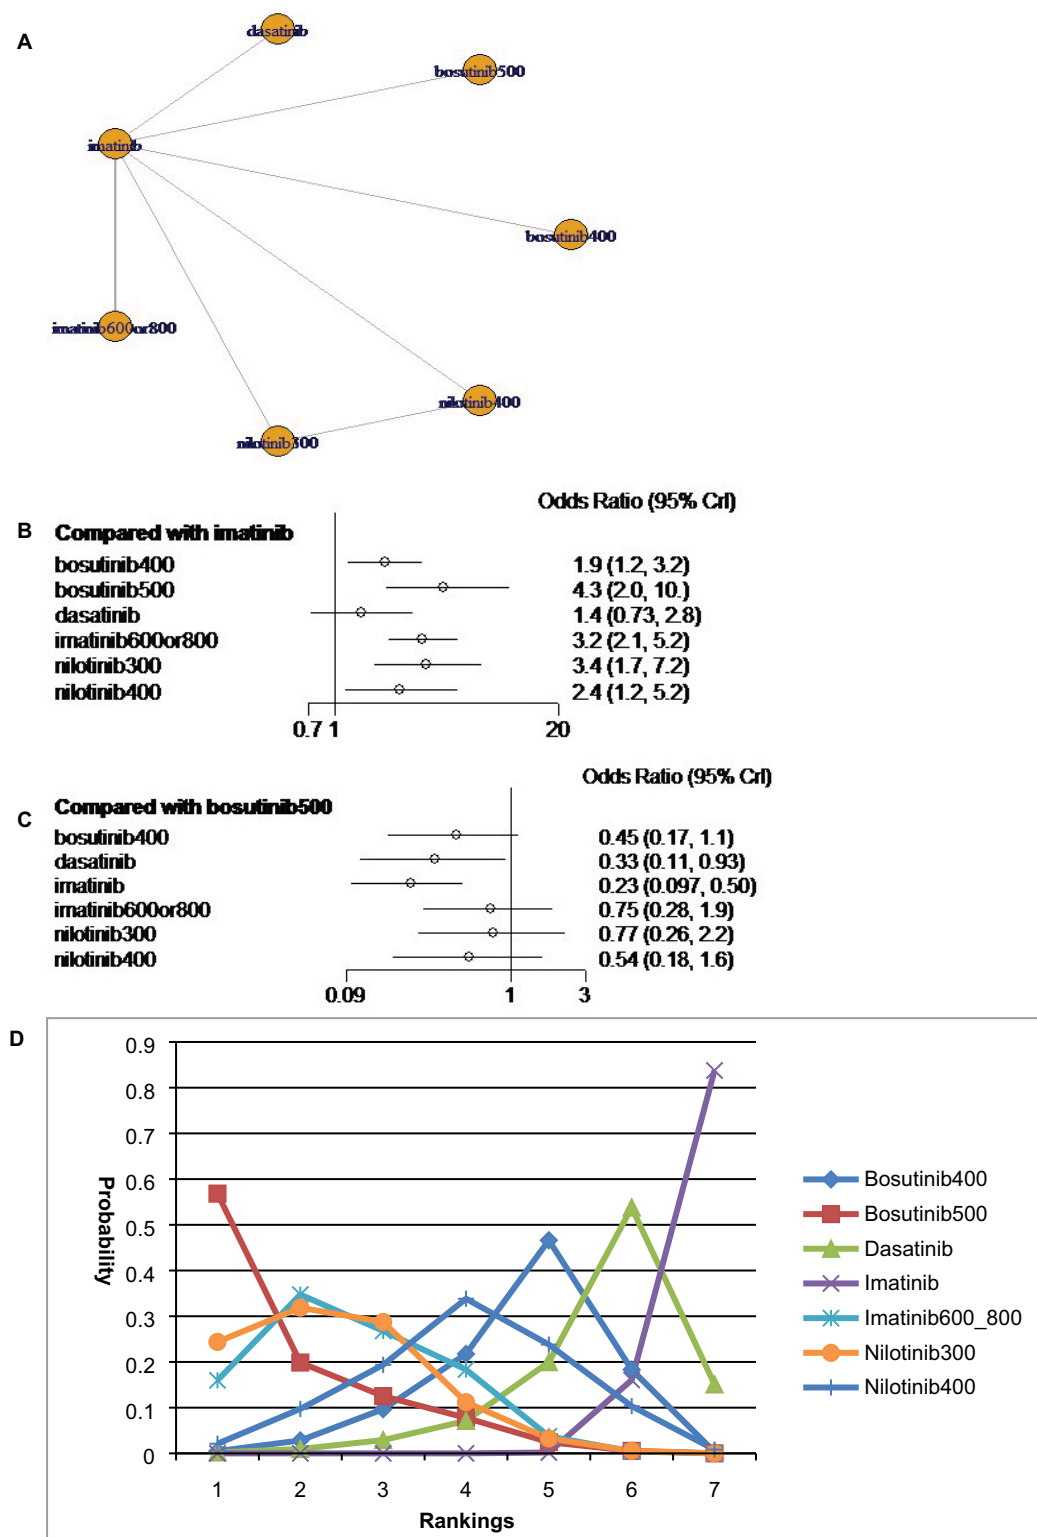 A
dasatinib
bosutinib500
imatinib
bosutinib400
imatinib600or800
nilotinib400
nilotinib300
Odds Ratio (95% CrI)
B
Compared with imatinib
bosutinib400 1.9 (1.2, 3.2)
bosutinib500 4.3 (2.0, 10.)
dasatinib 1.4 (0.73, 2.8)
imatinib600or800 3.2 (2.1, 5.2)
nilotinib300 3.4 (1.7, 7.2)
nilotinib400 2.4 (1.2, 5.2)
0.7 1 20
Odds Ratio (95% CrI)
C
Compared with bosutinib500
bosutinib400 0.45 (0.17, 1.1)
dasatinib 0.33 (0.11, 0.93)
imatinib 0.23 (0.097, 0.50)
imatinib600or800 0.75 (0.28, 1.9)
nilotinib300 0.77 (0.26, 2.2)
nilotinib400 0.54 (0.18, 1.6)
0.09 1 3
D
0.9
0.8
0.7
0.6
0.5
0.4
0.3
0.2
0.1
0
Probability
1 2 3 4 5 6 7
Rankings
Bosutinib400
Bosutinib500
Dasatinib
Imatinib
Imatinib600_800
Nilotinib300
Nilotinib400